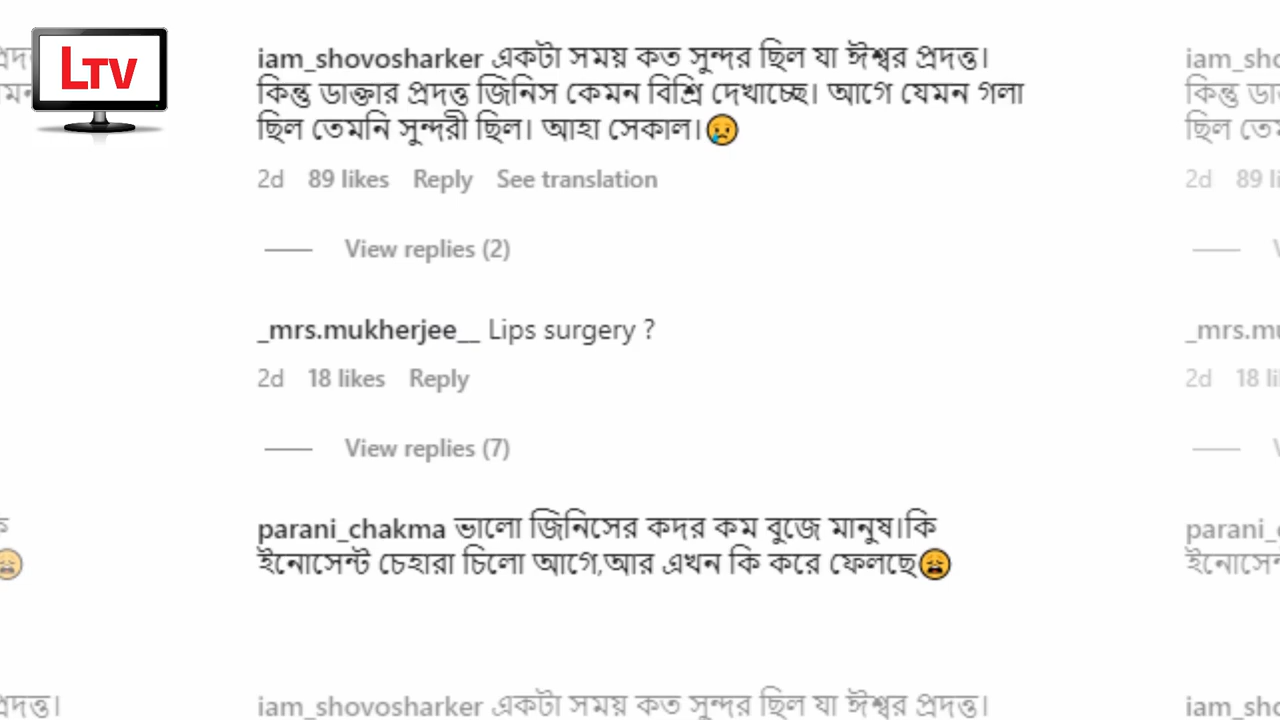 LTV
iam_shovosharker একটা সময় কত সুন্দর ছিল যা ঈশ্বর প্রদত্ত।
কিন্তু ডাক্তার প্রদত্ত জিনিস কেমন বিশ্রি দেখাচ্ছে। আগে যেমন গলা
ছিল তেমনি সুন্দরী ছিল। আহা সেকাল।😢
2d 89 likes Reply See translation
View replies (2)
_mrs.mukherjee__ Lips surgery ?
2d 18 likes Reply
View replies (7)
parani_chakma ভালো জিনিসের কদর কম বুজে মানুষ।কি
ইনোসেন্ট চেহারা চিলো আগে,আর এখন কি করে ফেলছে😩
iam_shovosharker একটা সময় কত সুন্দর ছিল যা ঈশ্বর প্রদত্ত।